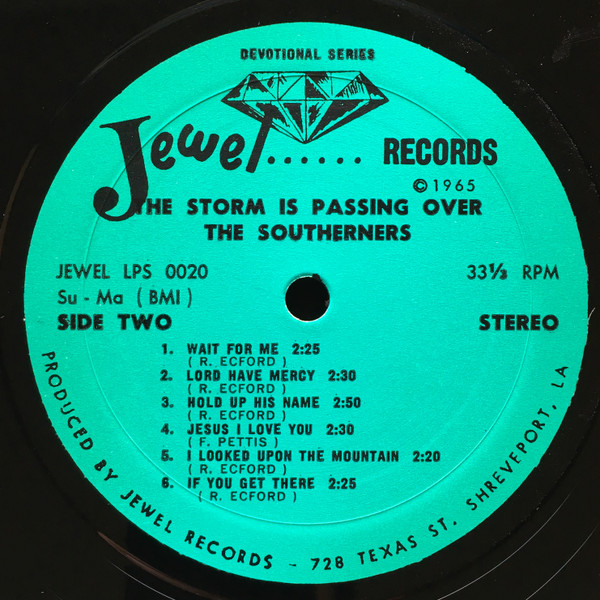 DEVOTIONAL SERIES
Jewel...... RECORDS
©1965
THE STORM IS PASSING OVER
THE SOUTHERNERS
JEWEL LPS 0020
33⅓ RPM
Su - Ma ( BMI )
SIDE TWO
STEREO
1. WAIT FOR ME 2:25
( R. ECFORD )
2. LORD HAVE MERCY 2:30
( R. ECFORD )
3. HOLD UP HIS NAME 2:50
( R. ECFORD )
4. JESUS I LOVE YOU 2:30
( F. PETTIS )
5. I LOOKED UPON THE MOUNTAIN 2:20
( R. ECFORD )
6. IF YOU GET THERE 2:25
( R. ECFORD )
PRODUCED BY JEWEL RECORDS - 728 TEXAS ST. SHREVEPORT, LA